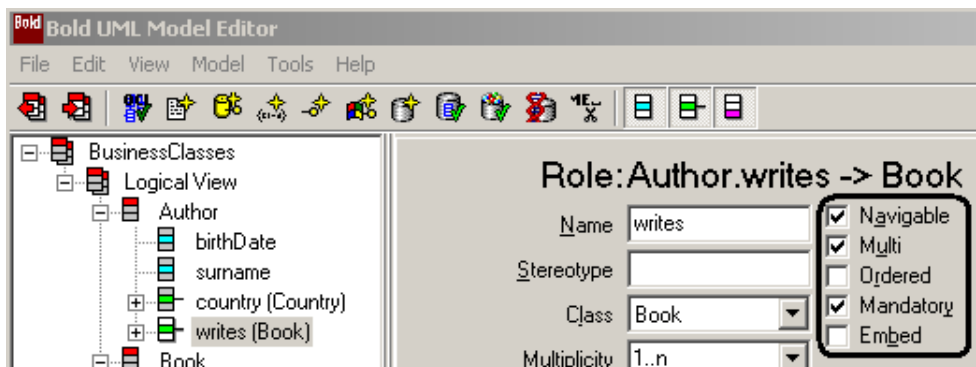 Bold Bold UML Model Editor
File Edit View Model Tools Help
BusinessClasses
Logical View
Author
birthDate
surname
country (Country)
writes (Book)
Book
Role:Author.writes -> Book
Name writes
Stereotype
Class Book
Multiplicity 1..n
Navigable
Multi
Ordered
Mandatory
Embed